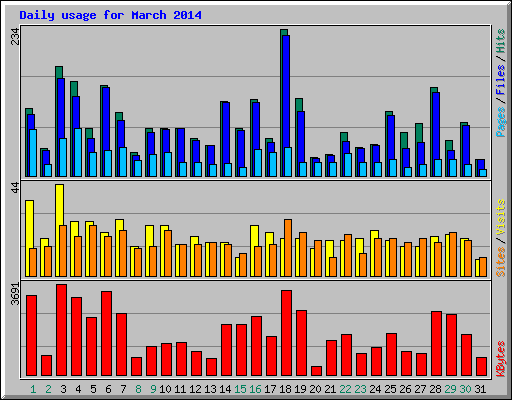 Daily usage for March 2014
234
Pages / Files / Hits
44
Sites / Visits
3691
KBytes
1 2 3 4 5 6 7 8 9 10 11 12 13 14 15 16 17 18 19 20 21 22 23 24 25 26 27 28 29 30 31